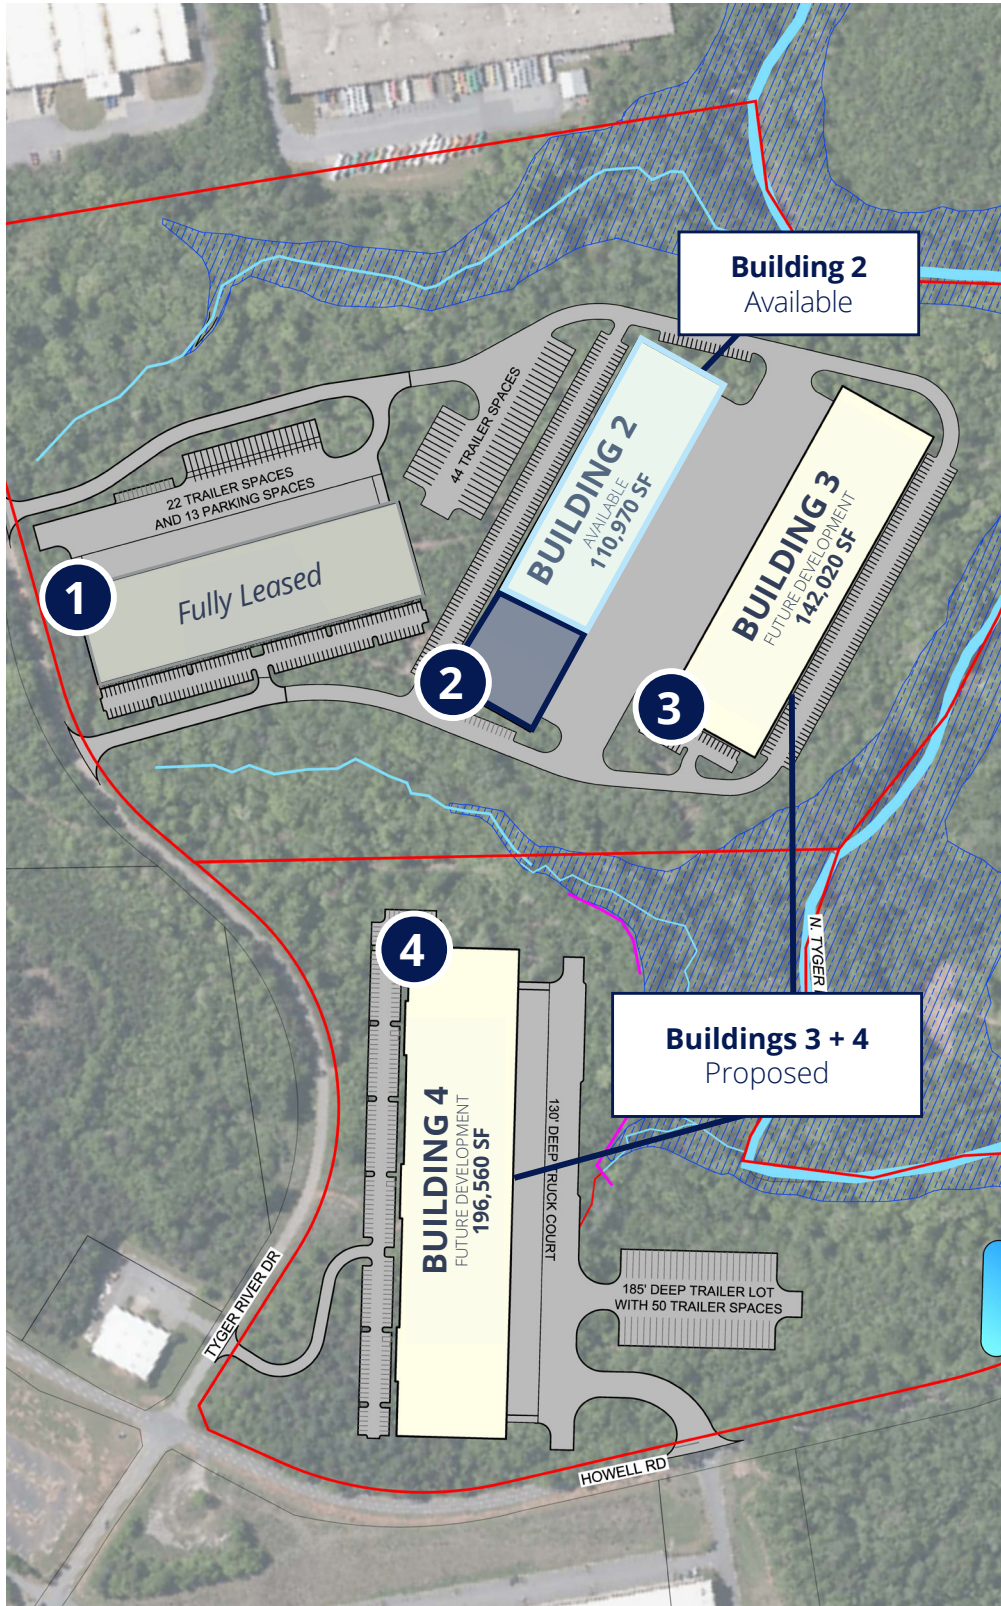 Building 2
Available
44 TRAILER SPACES
22 TRAILER SPACES
AND 13 PARKING SPACES
BUILDING 2
AVAILABLE
110,970 SF
BUILDING 3
FUTURE DEVELOPMENT
142,020 SF
1
Fully Leased
2
3
N. TYGER
4
Buildings 3 + 4
Proposed
BUILDING 4
FUTURE DEVELOPMENT
196,560 SF
130' DEEP TRUCK COURT
TYGER RIVER DR
185' DEEP TRAILER LOT
WITH 50 TRAILER SPACES
HOWELL RD